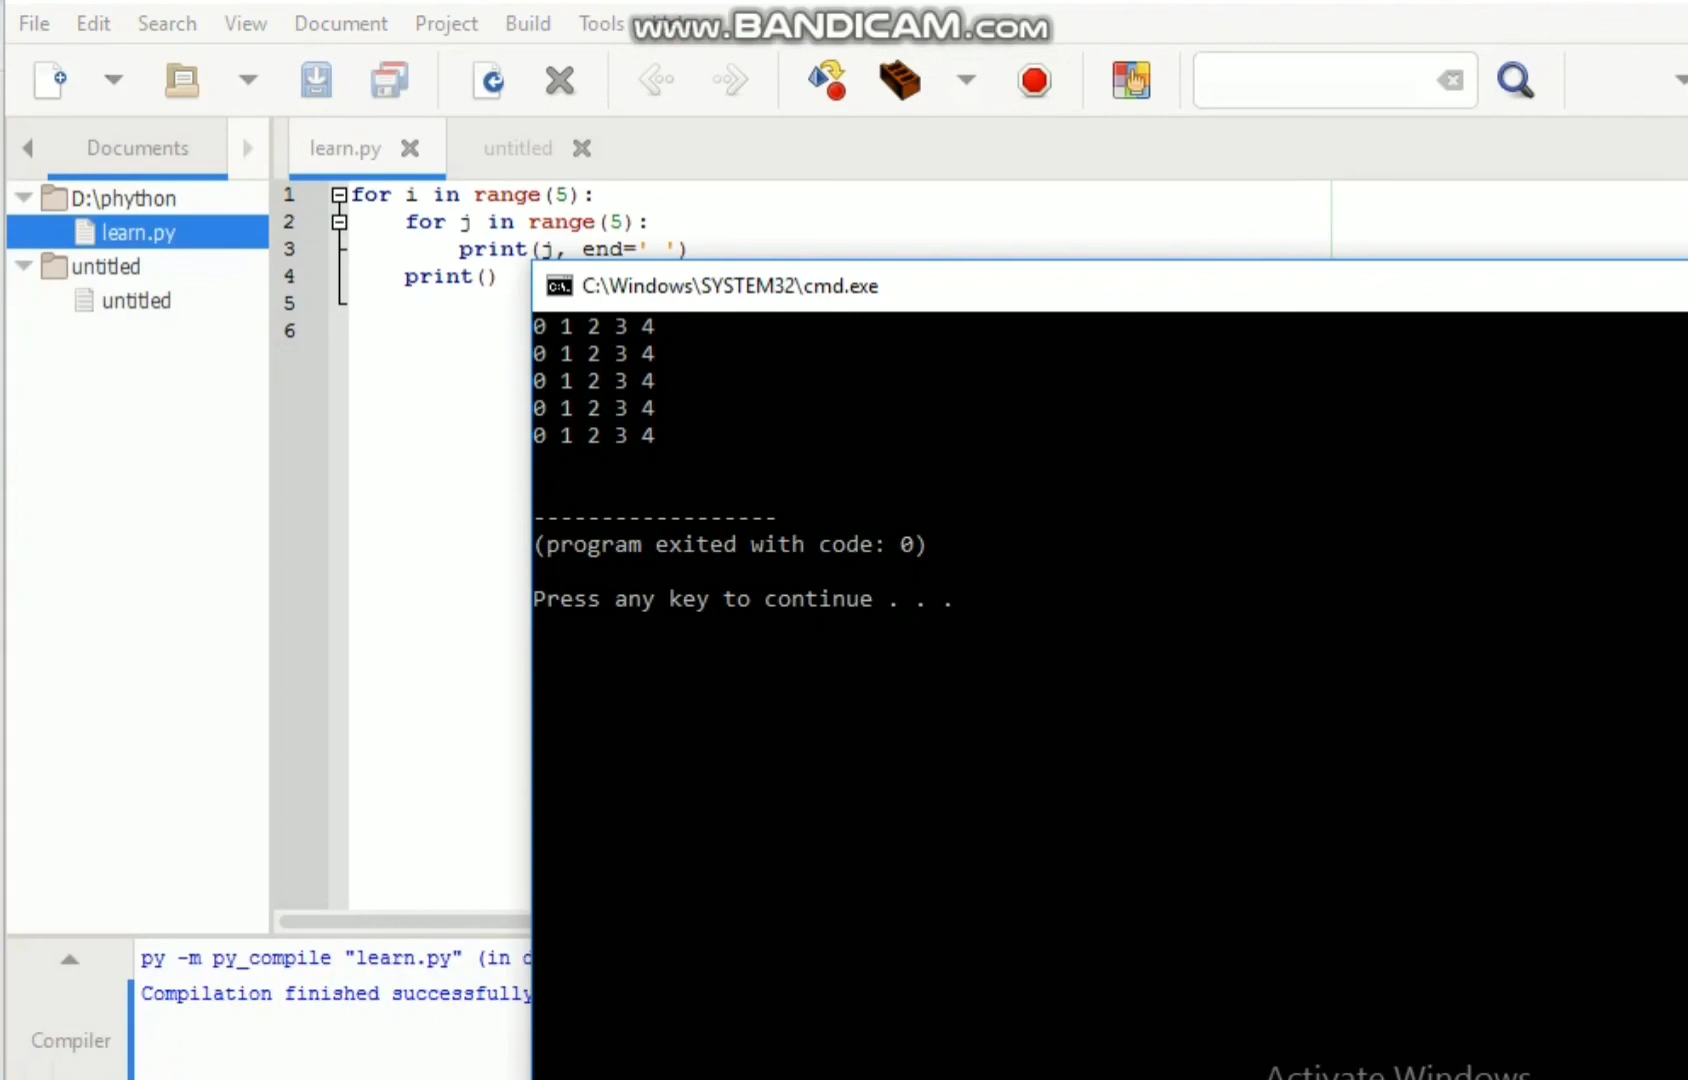 File Edit Search View Document Project Build Tools
www.BANDICAM.com
Documents
learn.py
untitled
D:\phython
learn.py
untitled
untitled
1 for i in range(5):
2 for j in range(5):
3 print(j, end=' ')
4 print()
5
6
C:\Windows\SYSTEM32\cmd.exe
0 1 2 3 4
0 1 2 3 4
0 1 2 3 4
0 1 2 3 4
0 1 2 3 4
------------------
(program exited with code: 0)
Press any key to continue . . .
py -m py_compile "learn.py" (in
Compilation finished successfully
Compiler
Activate Windows